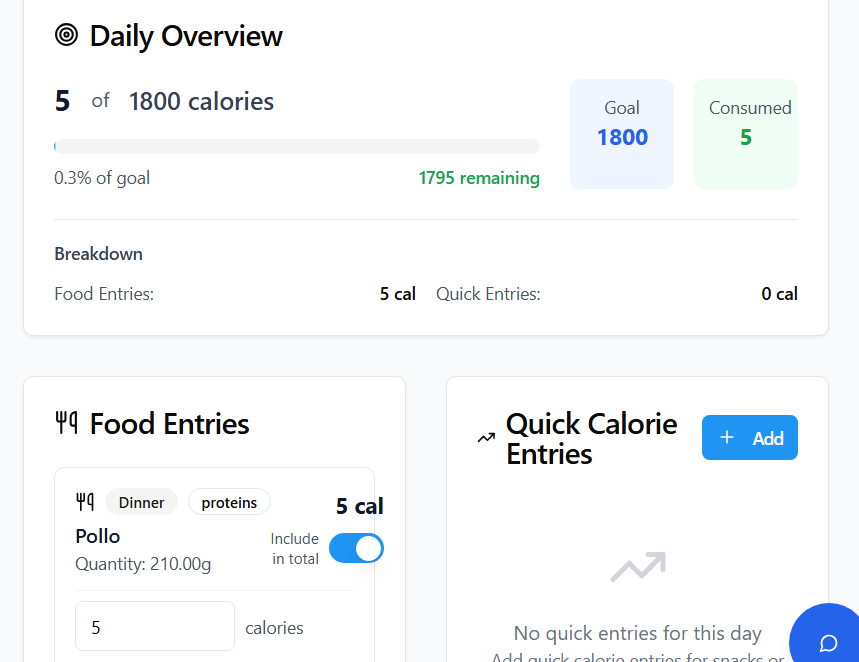 Daily Overview
5 of 1800 calories
Goal
1800
Consumed
5
0.3% of goal
1795 remaining
Breakdown
Food Entries:
5 cal
Quick Entries:
0 cal
Food Entries
Dinner
proteins
5 cal
Pollo
Quantity: 210.00g
Include
in total
5
calories
Quick Calorie
Entries
+ Add
No quick entries for this day
Add quick calorie entries for snacks or